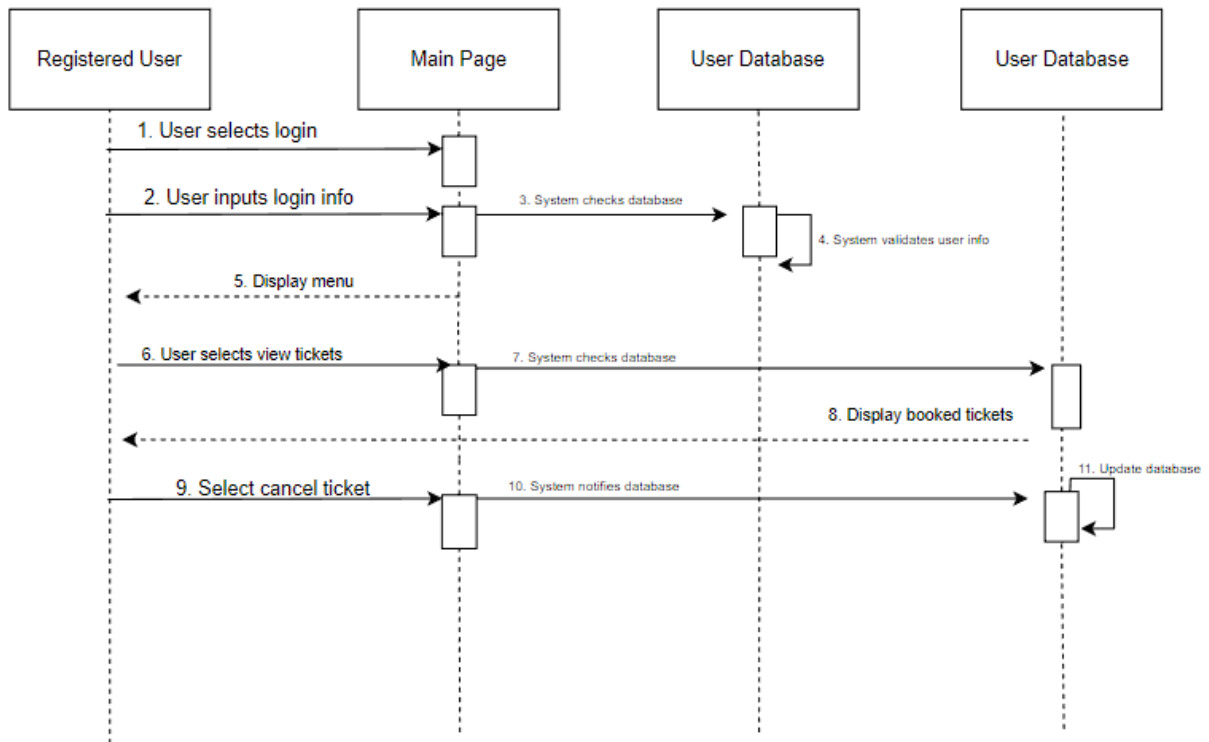 Registered User
Main Page
User Database
User Database
1. User selects login
2. User inputs login info
3. System checks database
4. System validates user info
5. Display menu
6. User selects view tickets
7. System checks database
8. Display booked tickets
9. Select cancel ticket
10. System notifies database
11. Update database